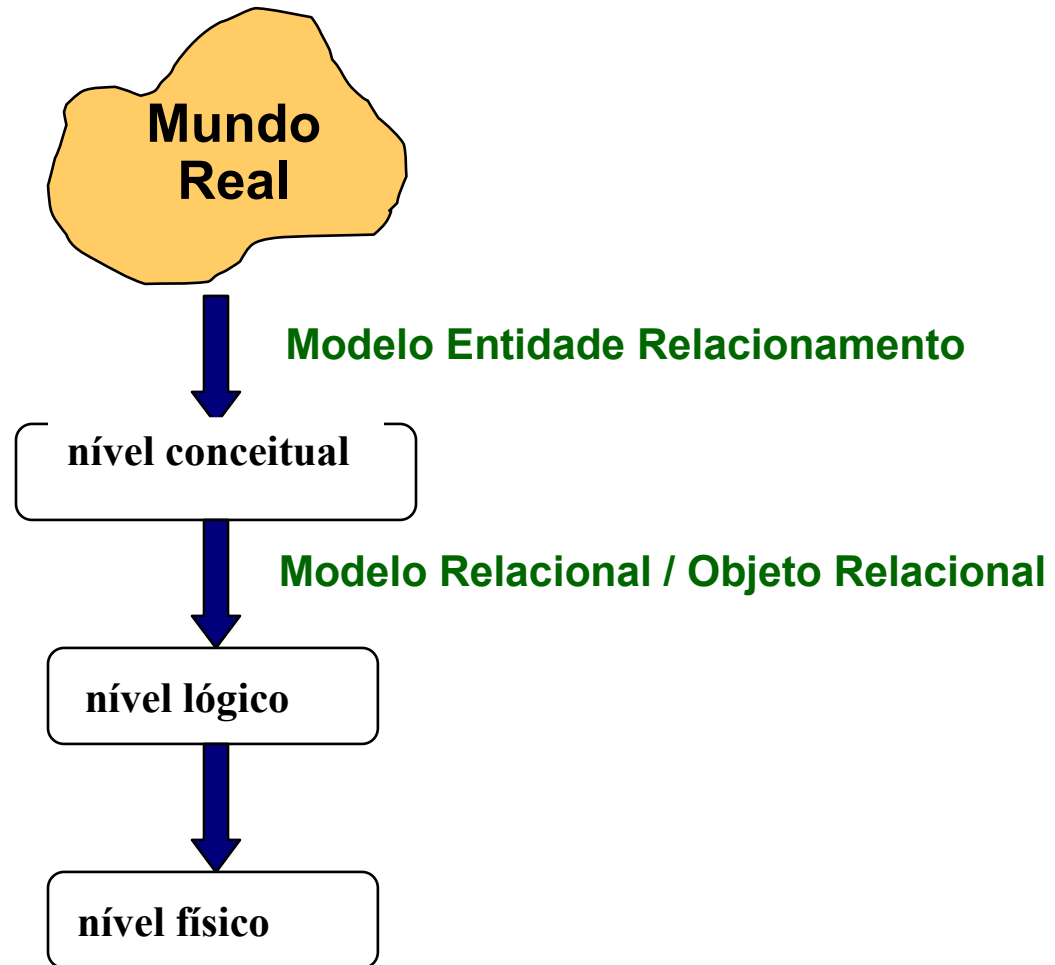 Mundo
Real
Modelo Entidade Relacionamento
nível conceitual
Modelo Relacional / Objeto Relacional
nível lógico
nível físico